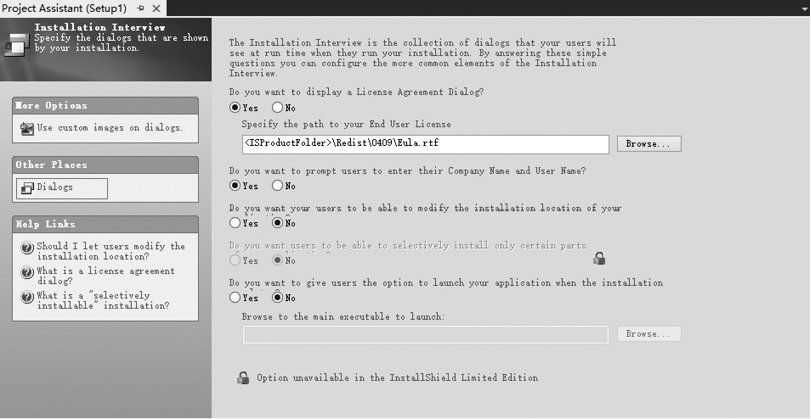 Project Assistant (Setup1)
Installation Interview
Specify the dialogs that are shown
by your installation.
More Options
Use custom images on dialogs.
Other Places
Dialogs
Help Links
Should I let users modify the
installation location?
What is a license agreement
dialog?
What is a "selectively
installable" installation?
The Installation Interview is the collection of dialogs that your users will
see at run time when they run your installation. By answering these simple
questions you can configure the more common elements of the Installation
Interview.
Do you want to display a License Agreement Dialog?
Yes No
Specify the path to your End User License
<ISProductFolder>\Redist\0409\Eula.rtf
Browse...
Do you want to prompt users to enter their Company Name and User Name?
Yes No
Do you want your users to be able to modify the installation location of your
Yes No
Do you want users to be able to selectively install only certain parts
Yes No
Do you want to give users the option to launch your application when the installation
Yes No
Browse to the main executable to launch:
Browse...
Option unavailable in the InstallShield Limited Edition